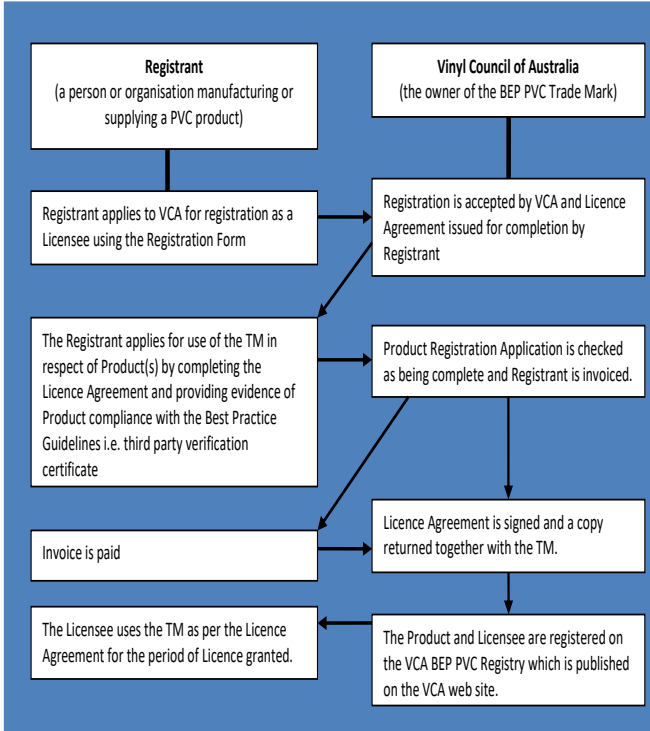 Registrant
(a person or organisation manufacturing or
supplying a PVC product)
Vinyl Council of Australia
(the owner of the BEP PVC Trade Mark)
Registrant applies to VCA for registration as a
Licensee using the Registration Form
Registration is accepted by VCA and Licence
Agreement issued for completion by
Registrant
The Registrant applies for use of the TM in
respect of Product(s) by completing the
Licence Agreement and providing evidence of
Product compliance with the Best Practice
Guidelines i.e. third party verification
certificate
Product Registration Application is checked
as being complete and Registrant is invoiced.
Invoice is paid
Licence Agreement is signed and a copy
returned together with the TM.
The Licensee uses the TM as per the Licence
Agreement for the period of Licence granted.
The Product and Licensee are registered on
the VCA BEP PVC Registry which is published
on the VCA web site.